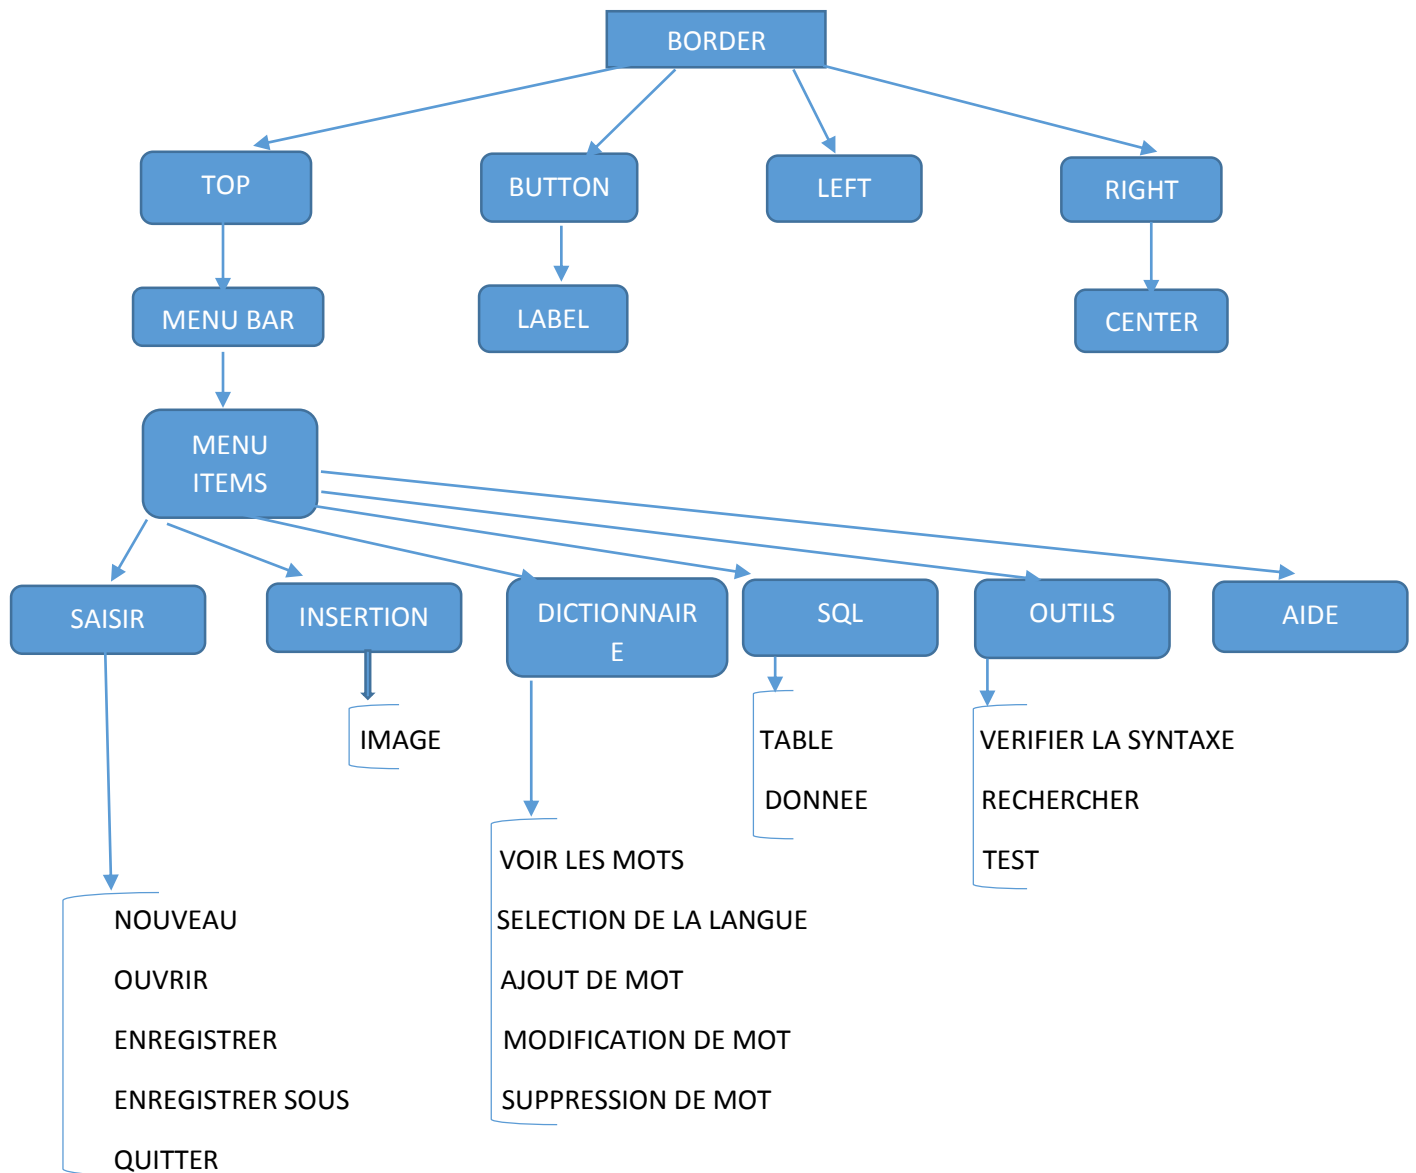 BORDER
TOP
BUTTON
LEFT
RIGHT
MENU BAR
LABEL
CENTER
MENU
ITEMS
SAISIR
INSERTION
DICTIONNAIR
E
SQL
OUTILS
AIDE
IMAGE
TABLE
DONNEE
VERIFIER LA SYNTAXE
RECHERCHER
TEST
VOIR LES MOTS
SELECTION DE LA LANGUE
AJOUT DE MOT
MODIFICATION DE MOT
SUPPRESSION DE MOT
NOUVEAU
OUVRIR
ENREGISTRER
ENREGISTRER SOUS
QUITTER